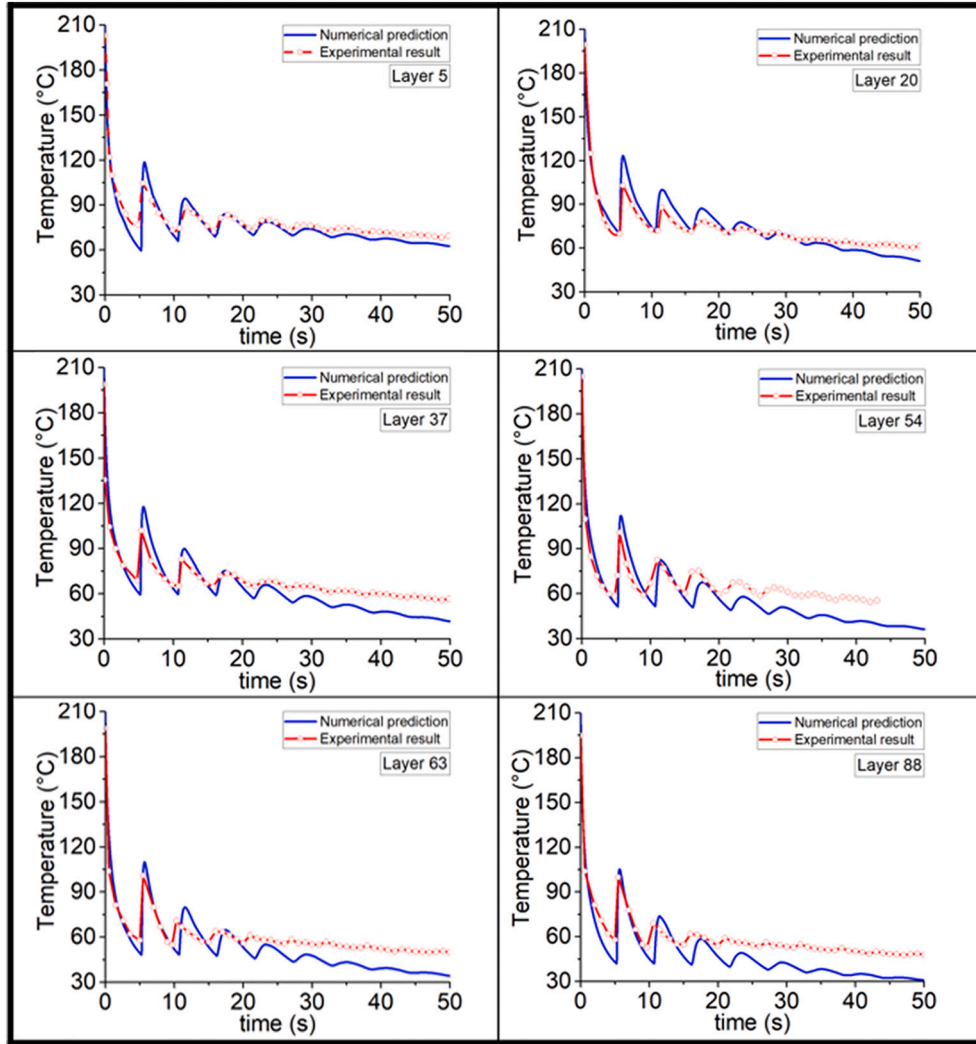 210
180
150
120
90
60
30
Temperature (°C)
Numerical prediction
Experimental result
Layer 5
0 10 20 30 40 50
time (s)
210
180
150
120
90
60
30
Temperature (°C)
Numerical prediction
Experimental result
Layer 20
0 10 20 30 40 50
time (s)
210
180
150
120
90
60
30
Temperature (°C)
Numerical prediction
Experimental result
Layer 37
0 10 20 30 40 50
time (s)
210
180
150
120
90
60
30
Temperature (°C)
Numerical prediction
Experimental result
Layer 54
0 10 20 30 40 50
time (s)
210
180
150
120
90
60
30
Temperature (°C)
Numerical prediction
Experimental result
Layer 63
0 10 20 30 40 50
time (s)
210
180
150
120
90
60
30
Temperature (°C)
Numerical prediction
Experimental result
Layer 88
0 10 20 30 40 50
time (s)